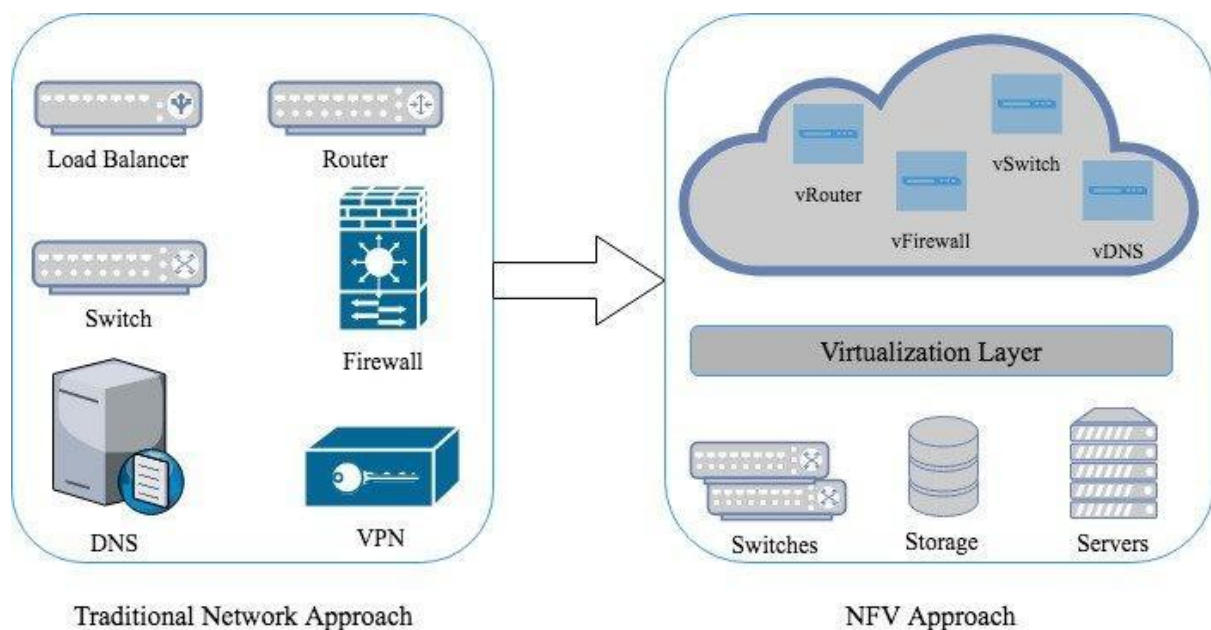 Load Balancer
Router
Switch
Firewall
DNS
VPN
Traditional Network Approach
vRouter
vSwitch
vFirewall
vDNS
Virtualization Layer
Switches
Storage
Servers
NFV Approach